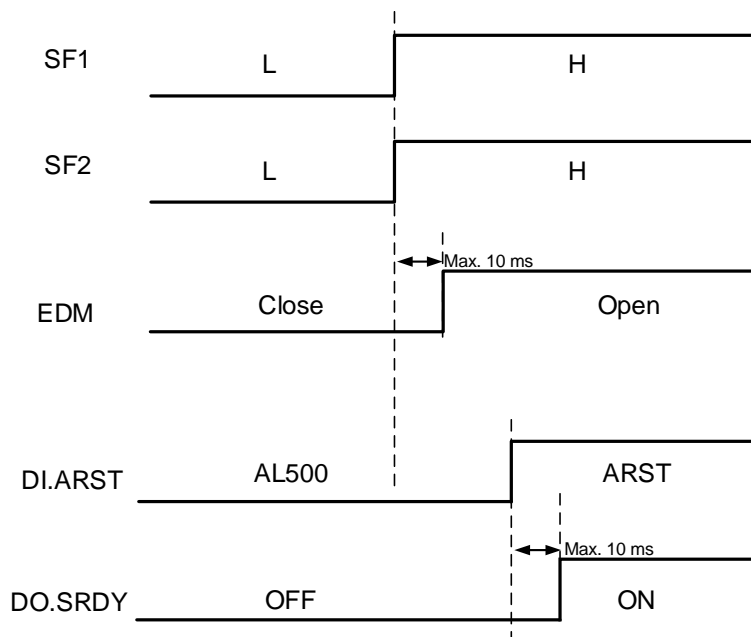 SF1 L H
SF2 L H
Max. 10 ms
EDM Close Open
DI.ARST AL500 ARST
Max. 10 ms
DO.SRDY OFF ON